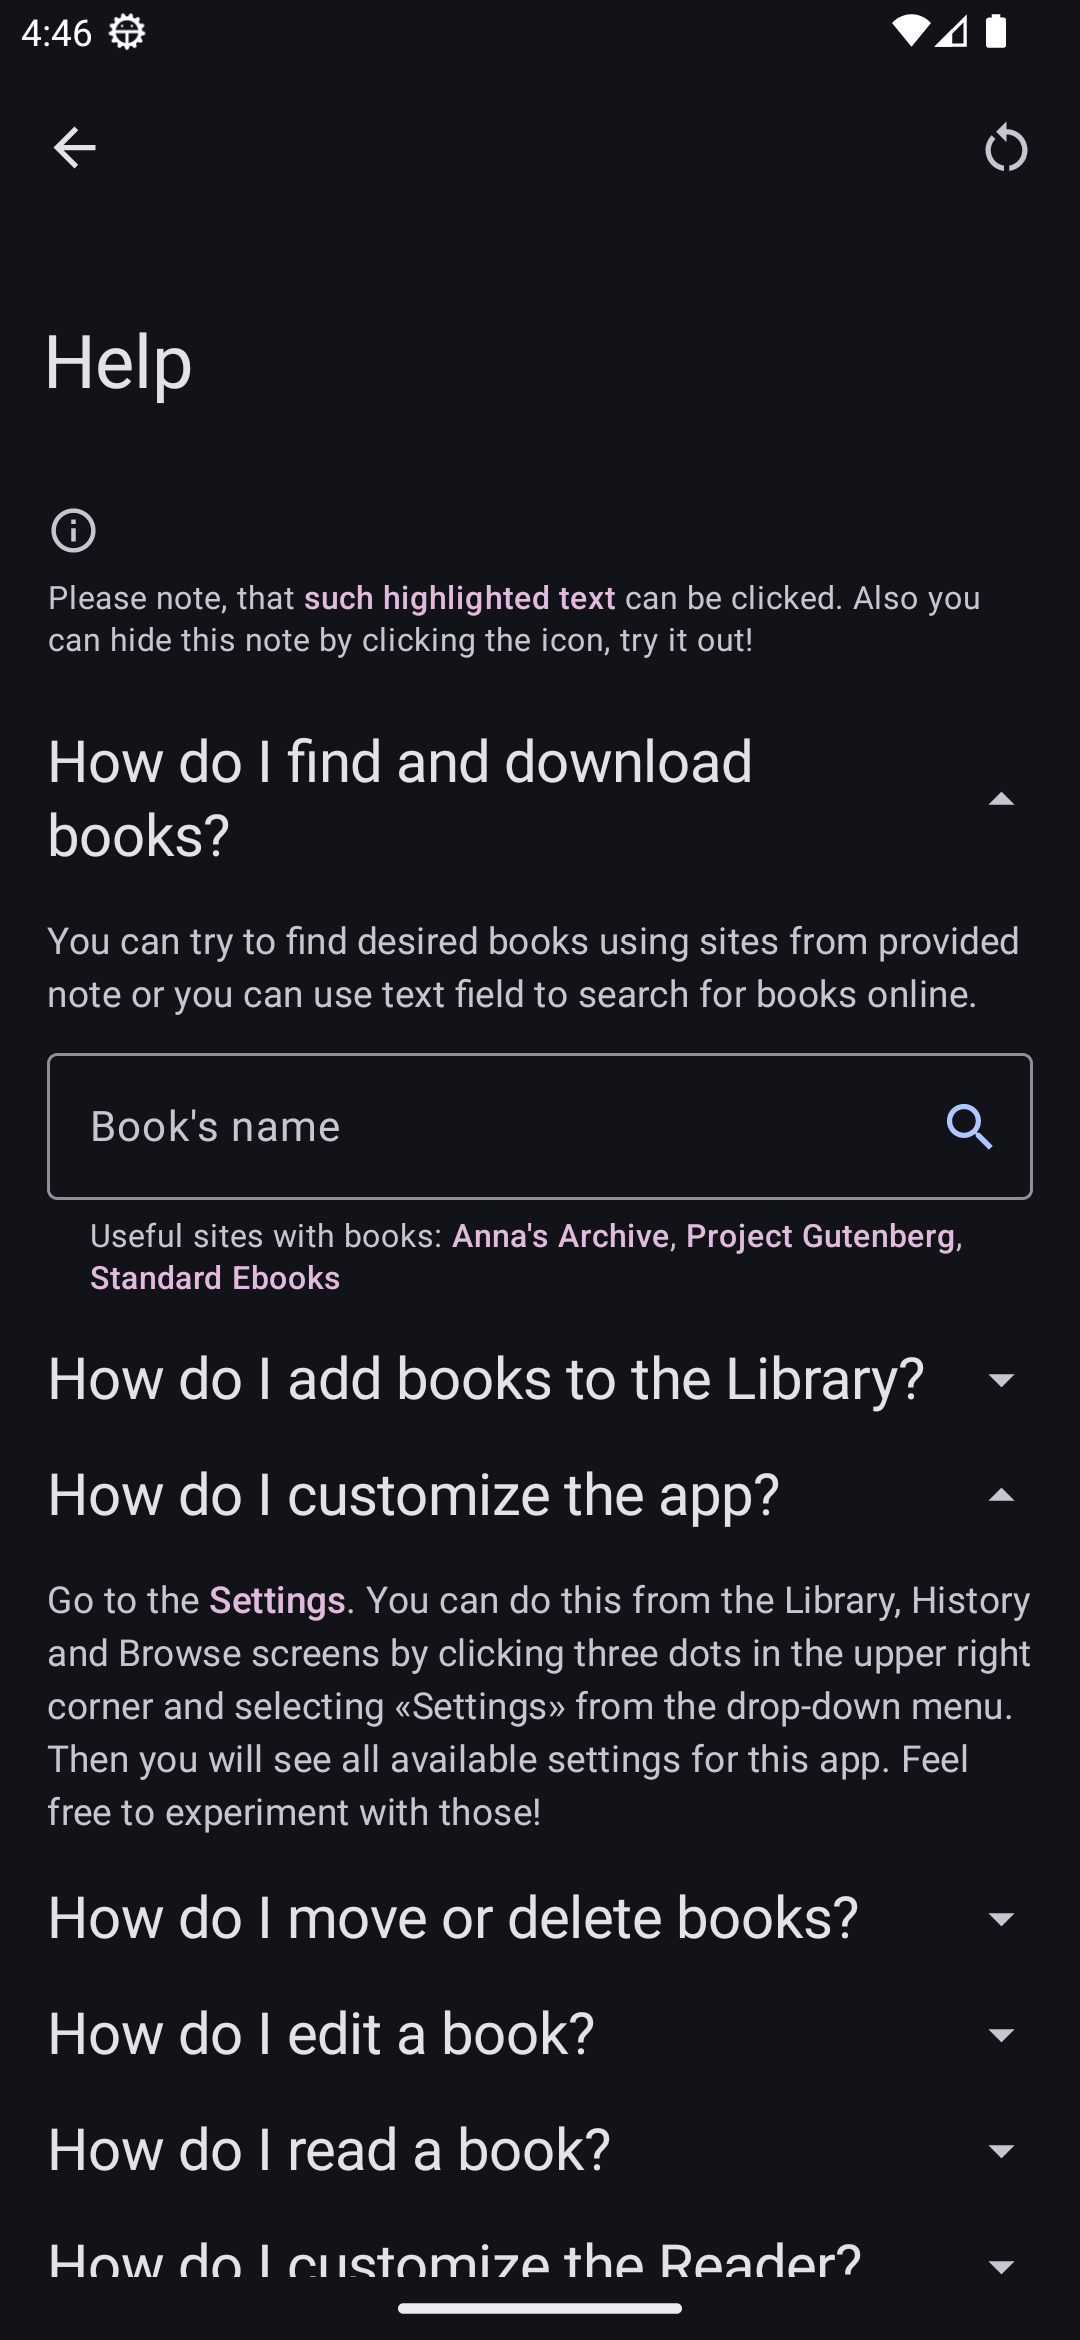 4:46
Help
Please note, that such highlighted text can be clicked. Also you
can hide this note by clicking the icon, try it out!
How do I find and download
books?
You can try to find desired books using sites from provided
note or you can use text field to search for books online.
Book's name
Useful sites with books: Anna's Archive, Project Gutenberg,
Standard Ebooks
How do I add books to the Library?
How do I customize the app?
Go to the Settings. You can do this from the Library, History
and Browse screens by clicking three dots in the upper right
corner and selecting «Settings» from the drop-down menu.
Then you will see all available settings for this app. Feel
free to experiment with those!
How do I move or delete books?
How do I edit a book?
How do I read a book?
How do I customize the Reader?